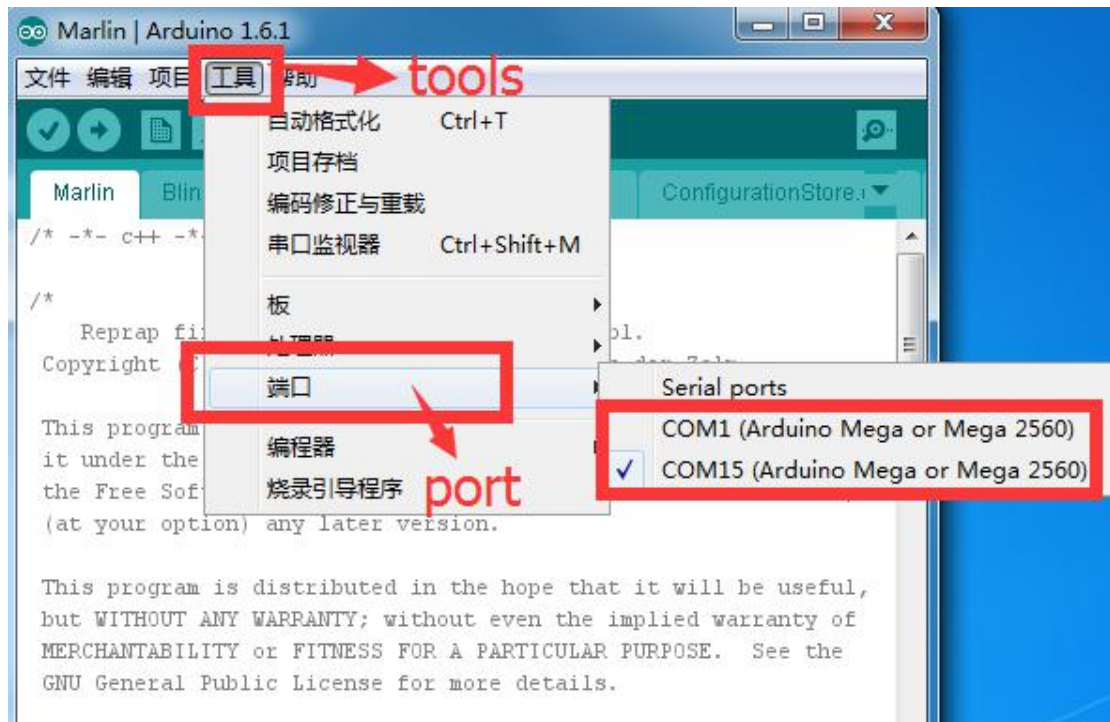 Marlin | Arduino 1.6.1
文件 编辑 项目 工具 帮助
tools
自动格式化 Ctrl+T
项目存档
编码修正与重载
串口监视器 Ctrl+Shift+M
板
处理器
端口
port
编程器
烧录引导程序
Serial ports
COM1 (Arduino Mega or Mega 2560)
✓ COM15 (Arduino Mega or Mega 2560)
Marlin Blin ConfigurationStore.
/* -*- c++ -*-
/*
Reprap fi ol.
Copyright (C
This program
it under the
the Free Sof
(at your option) any later version.
This program is distributed in the hope that it will be useful,
but WITHOUT ANY WARRANTY; without even the implied warranty of
MERCHANTABILITY or FITNESS FOR A PARTICULAR PURPOSE. See the
GNU General Public License for more details.